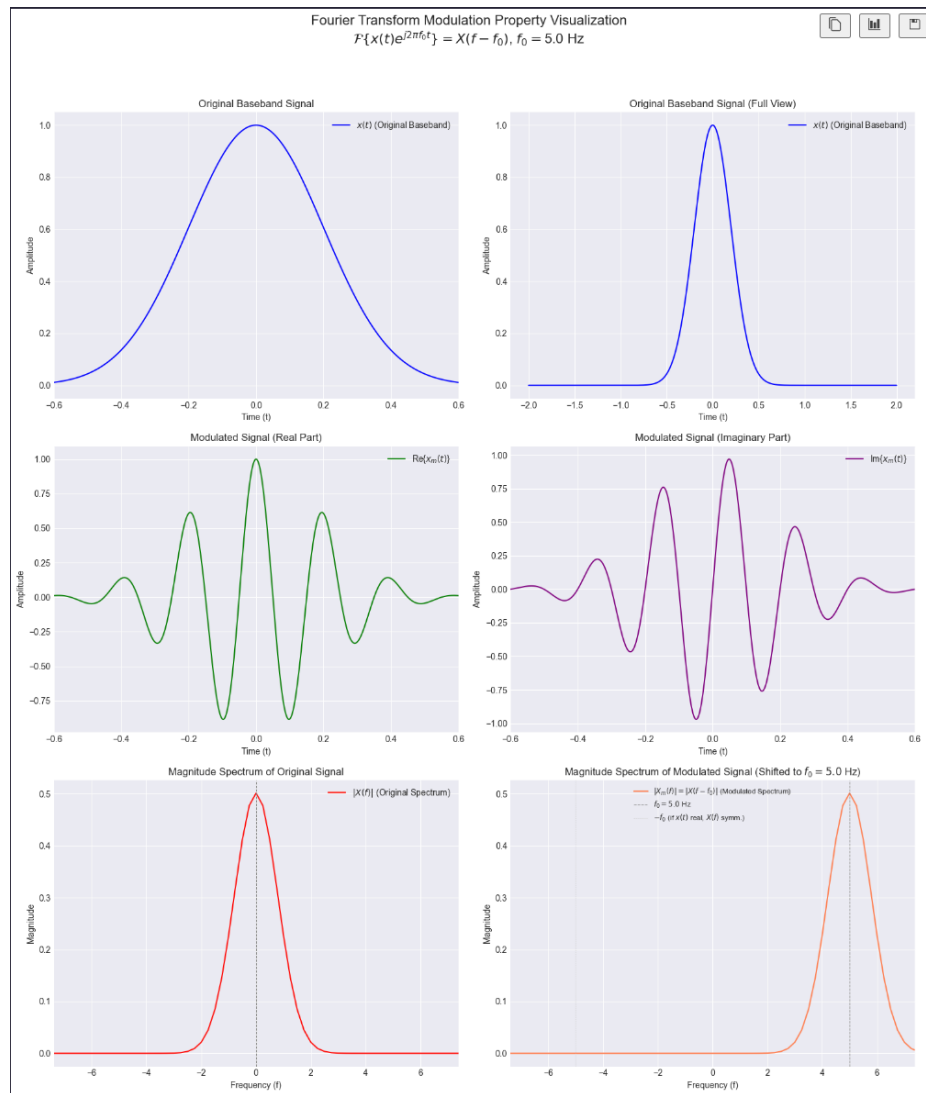 Fourier Transform Modulation Property Visualization
ℱ{x(t)e^{j2πf₀t}} = X(f − f₀), f₀ = 5.0 Hz
Original Baseband Signal
x(t) (Original Baseband)
Amplitude
1.0
0.8
0.6
0.4
0.2
0.0
−0.6 −0.4 −0.2 0.0 0.2 0.4 0.6
Time (t)
Original Baseband Signal (Full View)
x(t) (Original Baseband)
Amplitude
1.0
0.8
0.6
0.4
0.2
0.0
−2.0 −1.5 −1.0 −0.5 0.0 0.5 1.0 1.5 2.0
Time (t)
Modulated Signal (Real Part)
Re{xₘ(t)}
Amplitude
1.00
0.75
0.50
0.25
0.00
−0.25
−0.50
−0.75
−0.6 −0.4 −0.2 0.0 0.2 0.4 0.6
Time (t)
Modulated Signal (Imaginary Part)
Im{xₘ(t)}
Amplitude
1.00
0.75
0.50
0.25
0.00
−0.25
−0.50
−0.75
−1.00
−0.6 −0.4 −0.2 0.0 0.2 0.4 0.6
Time (t)
Magnitude Spectrum of Original Signal
|X(f)| (Original Spectrum)
Magnitude
0.5
0.4
0.3
0.2
0.1
0.0
−6 −4 −2 0 2 4 6
Frequency (f)
Magnitude Spectrum of Modulated Signal (Shifted to f₀ = 5.0 Hz)
|Xₘ(f)| = |X(f − f₀)| (Modulated Spectrum)
f₀ = 5.0 Hz
−f₀ (if x(t) real, X(f) symm.)
Magnitude
0.5
0.4
0.3
0.2
0.1
0.0
−6 −4 −2 0 2 4 6
Frequency (f)